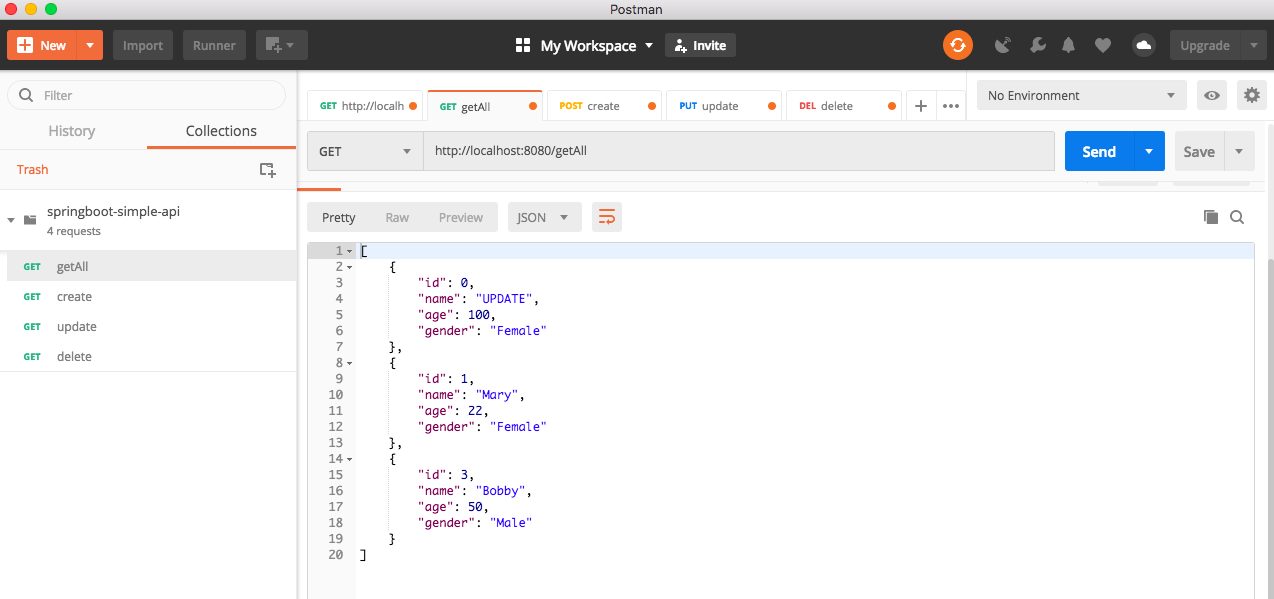 Postman
New Import Runner My Workspace Invite Upgrade
Filter
History Collections
Trash
springboot-simple-api
4 requests
GET getAll
GET create
GET update
GET delete
GET http://localh GET getAll POST create PUT update DEL delete + ••• No Environment
GET http://localhost:8080/getAll Send Save
Pretty Raw Preview JSON
1 [
2 {
3 "id": 0,
4 "name": "UPDATE",
5 "age": 100,
6 "gender": "Female"
7 },
8 {
9 "id": 1,
10 "name": "Mary",
11 "age": 22,
12 "gender": "Female"
13 },
14 {
15 "id": 3,
16 "name": "Bobby",
17 "age": 50,
18 "gender": "Male"
19 }
20 ]